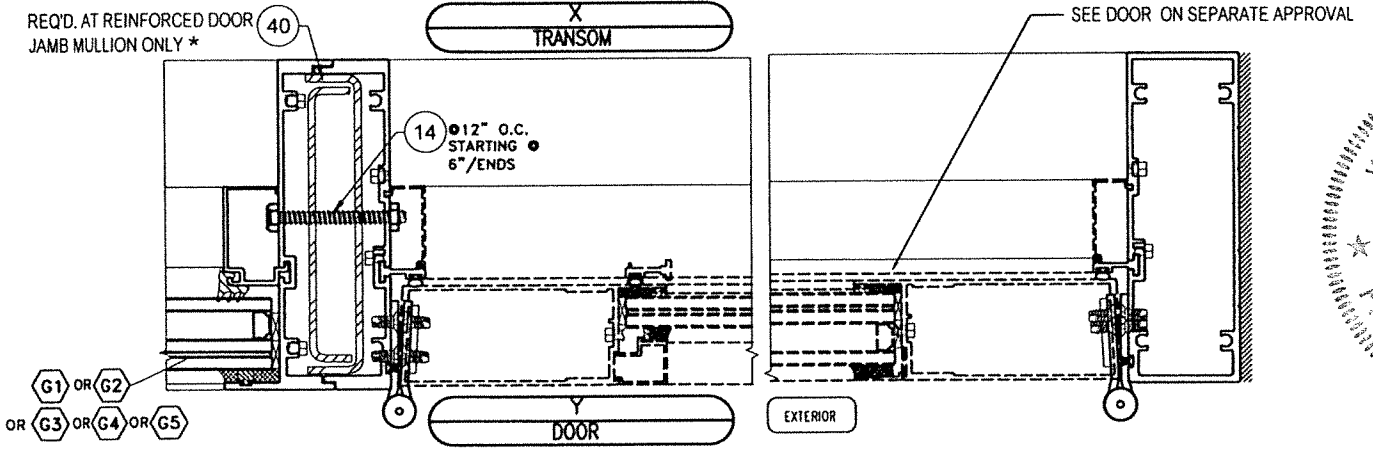 REQ'D. AT REINFORCED DOOR
JAMB MULLION ONLY *
40
X
TRANSOM
SEE DOOR ON SEPARATE APPROVAL
14
@12" O.C.
STARTING @
6"/ENDS
G1 OR G2
OR G3 OR G4 OR G5
Y
DOOR
EXTERIOR